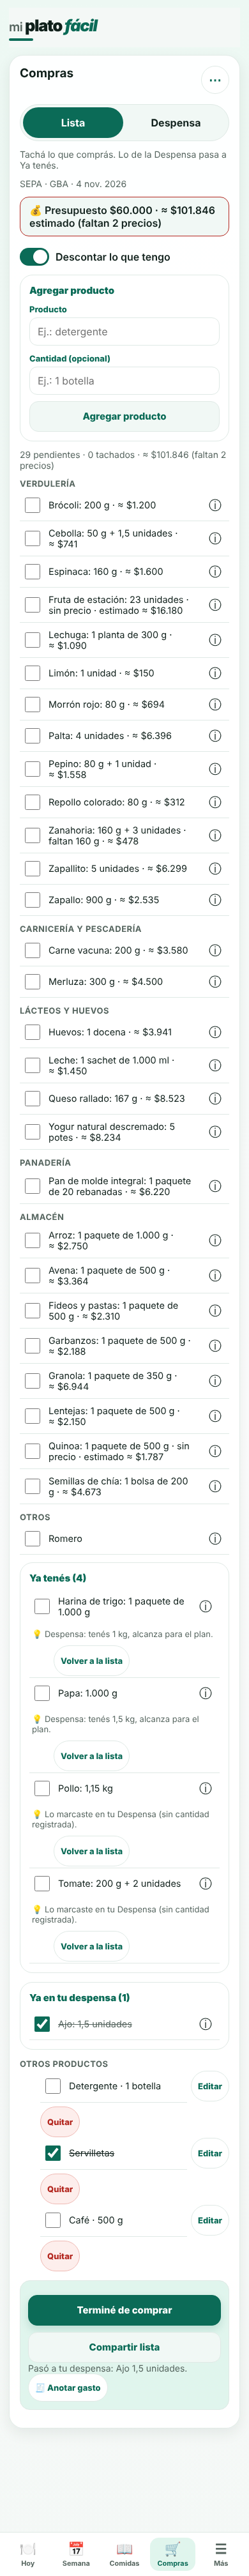 mi plato fácil
Compras
Lista
Despensa
Tachá lo que comprás. Lo de la Despensa pasa a
Ya tenés.
SEPA · GBA · 4 nov. 2026
💰 Presupuesto $60.000 · ≈ $101.846
estimado (faltan 2 precios)
Descontar lo que tengo
Agregar producto
Producto
Ej.: detergente
Cantidad (opcional)
Ej.: 1 botella
Agregar producto
29 pendientes · 0 tachados · ≈ $101.846 (faltan 2
precios)
VERDULERÍA
Brócoli: 200 g · ≈ $1.200
Cebolla: 50 g + 1,5 unidades ·
≈ $741
Espinaca: 160 g · ≈ $1.600
Fruta de estación: 23 unidades ·
sin precio · estimado ≈ $16.180
Lechuga: 1 planta de 300 g ·
≈ $1.090
Limón: 1 unidad · ≈ $150
Morrón rojo: 80 g · ≈ $694
Palta: 4 unidades · ≈ $6.396
Pepino: 80 g + 1 unidad ·
≈ $1.558
Repollo colorado: 80 g · ≈ $312
Zanahoria: 160 g + 3 unidades ·
faltan 160 g · ≈ $478
Zapallito: 5 unidades · ≈ $6.299
Zapallo: 900 g · ≈ $2.535
CARNICERÍA Y PESCADERÍA
Carne vacuna: 200 g · ≈ $3.580
Merluza: 300 g · ≈ $4.500
LÁCTEOS Y HUEVOS
Huevos: 1 docena · ≈ $3.941
Leche: 1 sachet de 1.000 ml ·
≈ $1.450
Queso rallado: 167 g · ≈ $8.523
Yogur natural descremado: 5
potes · ≈ $8.234
PANADERÍA
Pan de molde integral: 1 paquete
de 20 rebanadas · ≈ $6.220
ALMACÉN
Arroz: 1 paquete de 1.000 g ·
≈ $2.750
Avena: 1 paquete de 500 g ·
≈ $3.364
Fideos y pastas: 1 paquete de
500 g · ≈ $2.310
Garbanzos: 1 paquete de 500 g ·
≈ $2.188
Granola: 1 paquete de 350 g ·
≈ $6.944
Lentejas: 1 paquete de 500 g ·
≈ $2.150
Quinoa: 1 paquete de 500 g · sin
precio · estimado ≈ $1.787
Semillas de chía: 1 bolsa de 200
g · ≈ $4.673
OTROS
Romero
Ya tenés (4)
Harina de trigo: 1 paquete de
1.000 g
💡 Despensa: tenés 1 kg, alcanza para el plan.
Volver a la lista
Papa: 1.000 g
💡 Despensa: tenés 1,5 kg, alcanza para el
plan.
Volver a la lista
Pollo: 1,15 kg
💡 Lo marcaste en tu Despensa (sin cantidad
registrada).
Volver a la lista
Tomate: 200 g + 2 unidades
💡 Lo marcaste en tu Despensa (sin cantidad
registrada).
Volver a la lista
Ya en tu despensa (1)
Ajo: 1,5 unidades
OTROS PRODUCTOS
Detergente · 1 botella
Editar
Quitar
Servilletas
Editar
Quitar
Café · 500 g
Editar
Quitar
Terminé de comprar
Compartir lista
Pasó a tu despensa: Ajo 1,5 unidades.
🧾 Anotar gasto
Hoy
Semana
Comidas
Compras
Más